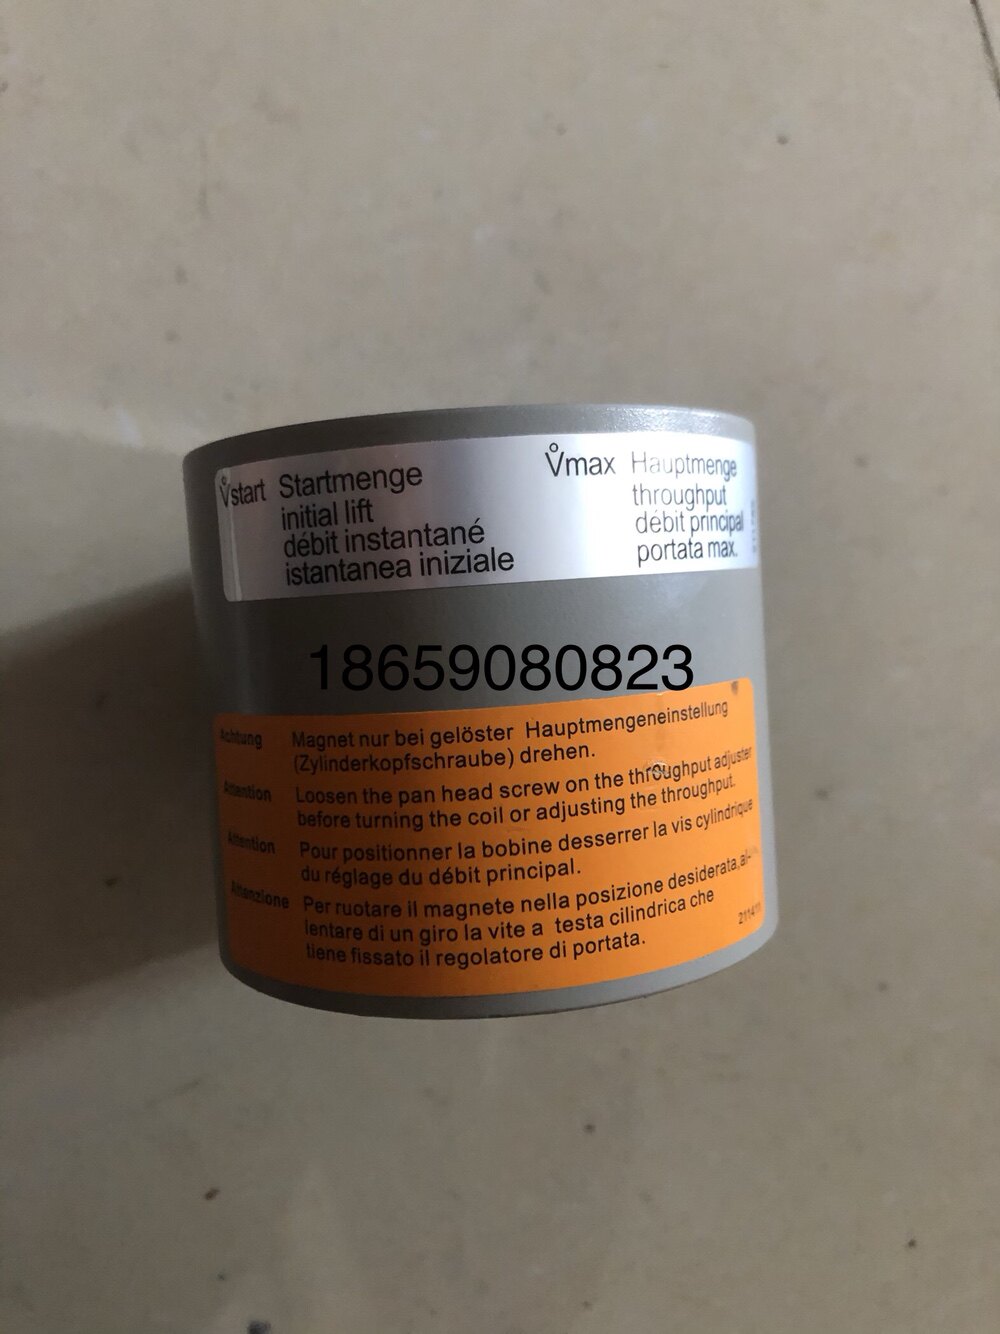 V̊start Startmenge
initial lift
débit instantané
istantanea iniziale
V̊max Hauptmenge
throughput
débit principal
portata max.
18659080823
Achtung Magnet nur bei gelöster Hauptmengeneinstellung
(Zylinderkopfschraube) drehen.
Attention Loosen the pan head screw on the throughput adjuster
before turning the coil or adjusting the throughput.
Attention Pour positionner la bobine desserrer la vis cylindrique
du réglage du débit principal.
Attenzione Per ruotare il magnete nella posizione desiderata, al-
lentare di un giro la vite a testa cilindrica che
tiene fissato il regolatore di portata.